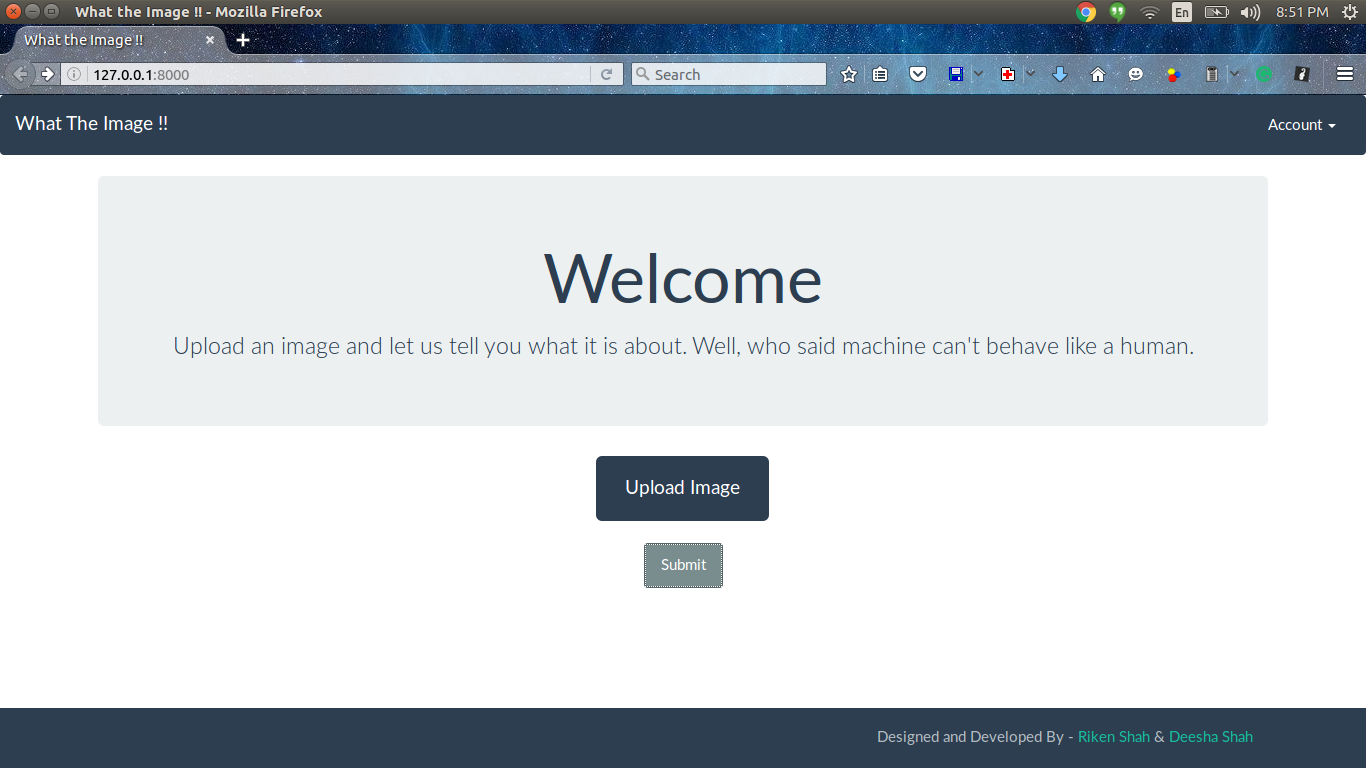 What the Image !! - Mozilla Firefox
En
8:51 PM
What the Image !!
127.0.0.1:8000
Search
What The Image !!
Account
Welcome
Upload an image and let us tell you what it is about. Well, who said machine can't behave like a human.
Upload Image
Submit
Designed and Developed By - Riken Shah & Deesha Shah